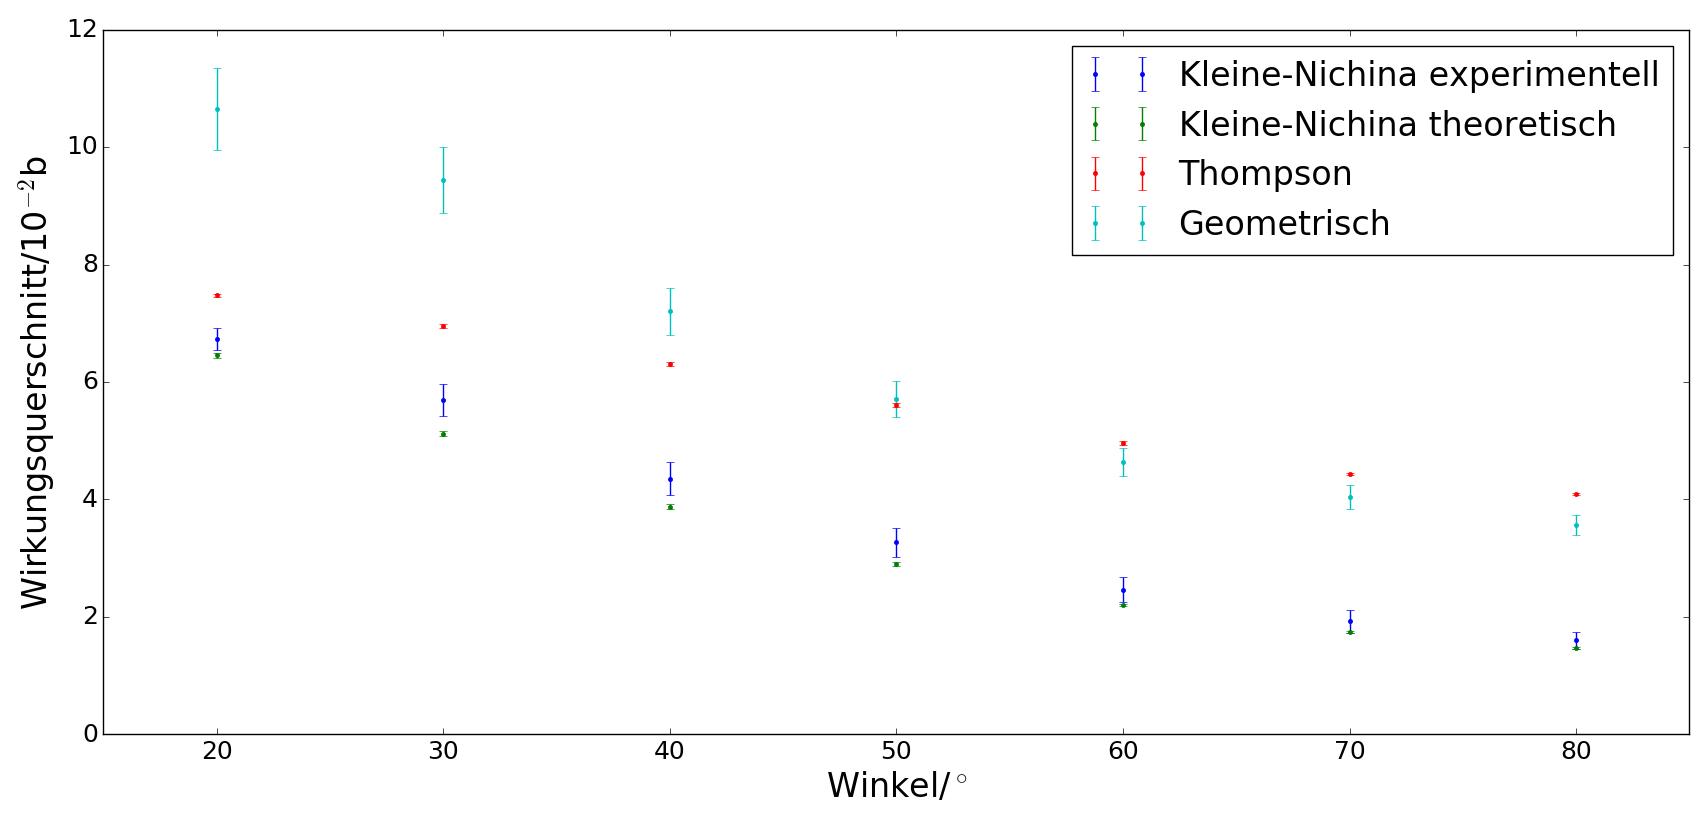 12
10
8
6
4
2
0
Wirkungsquerschnitt/10⁻²b
Kleine-Nichina experimentell
Kleine-Nichina theoretisch
Thompson
Geometrisch
20 30 40 50 60 70 80
Winkel/°